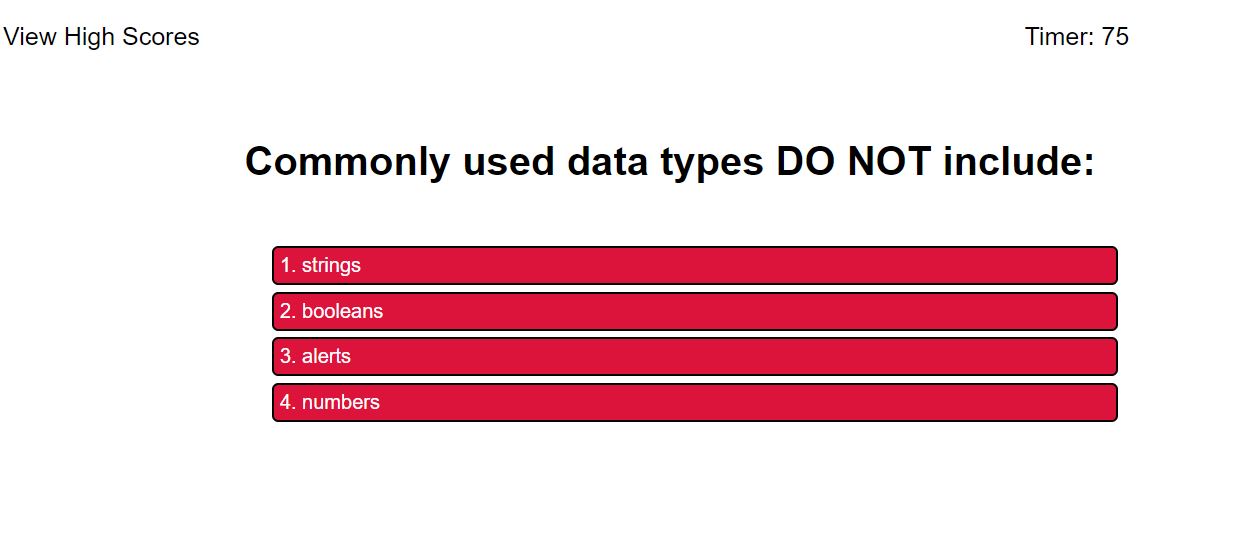 View High Scores
Timer: 75
Commonly used data types DO NOT include:
1. strings
2. booleans
3. alerts
4. numbers